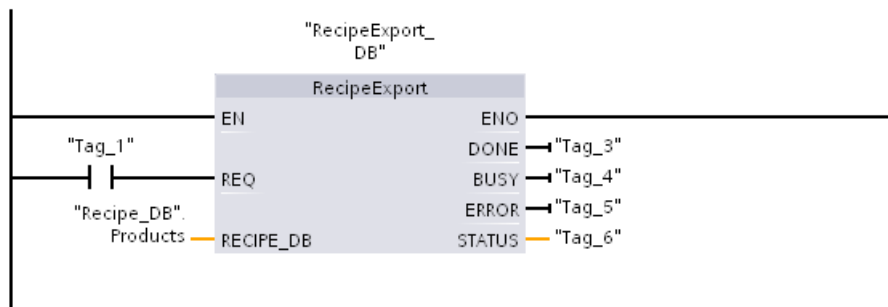 "RecipeExport_
DB"
RecipeExport
EN ENO
"Tag_1" DONE "Tag_3"
REQ BUSY "Tag_4"
"Recipe_DB". ERROR "Tag_5"
Products RECIPE_DB STATUS "Tag_6"